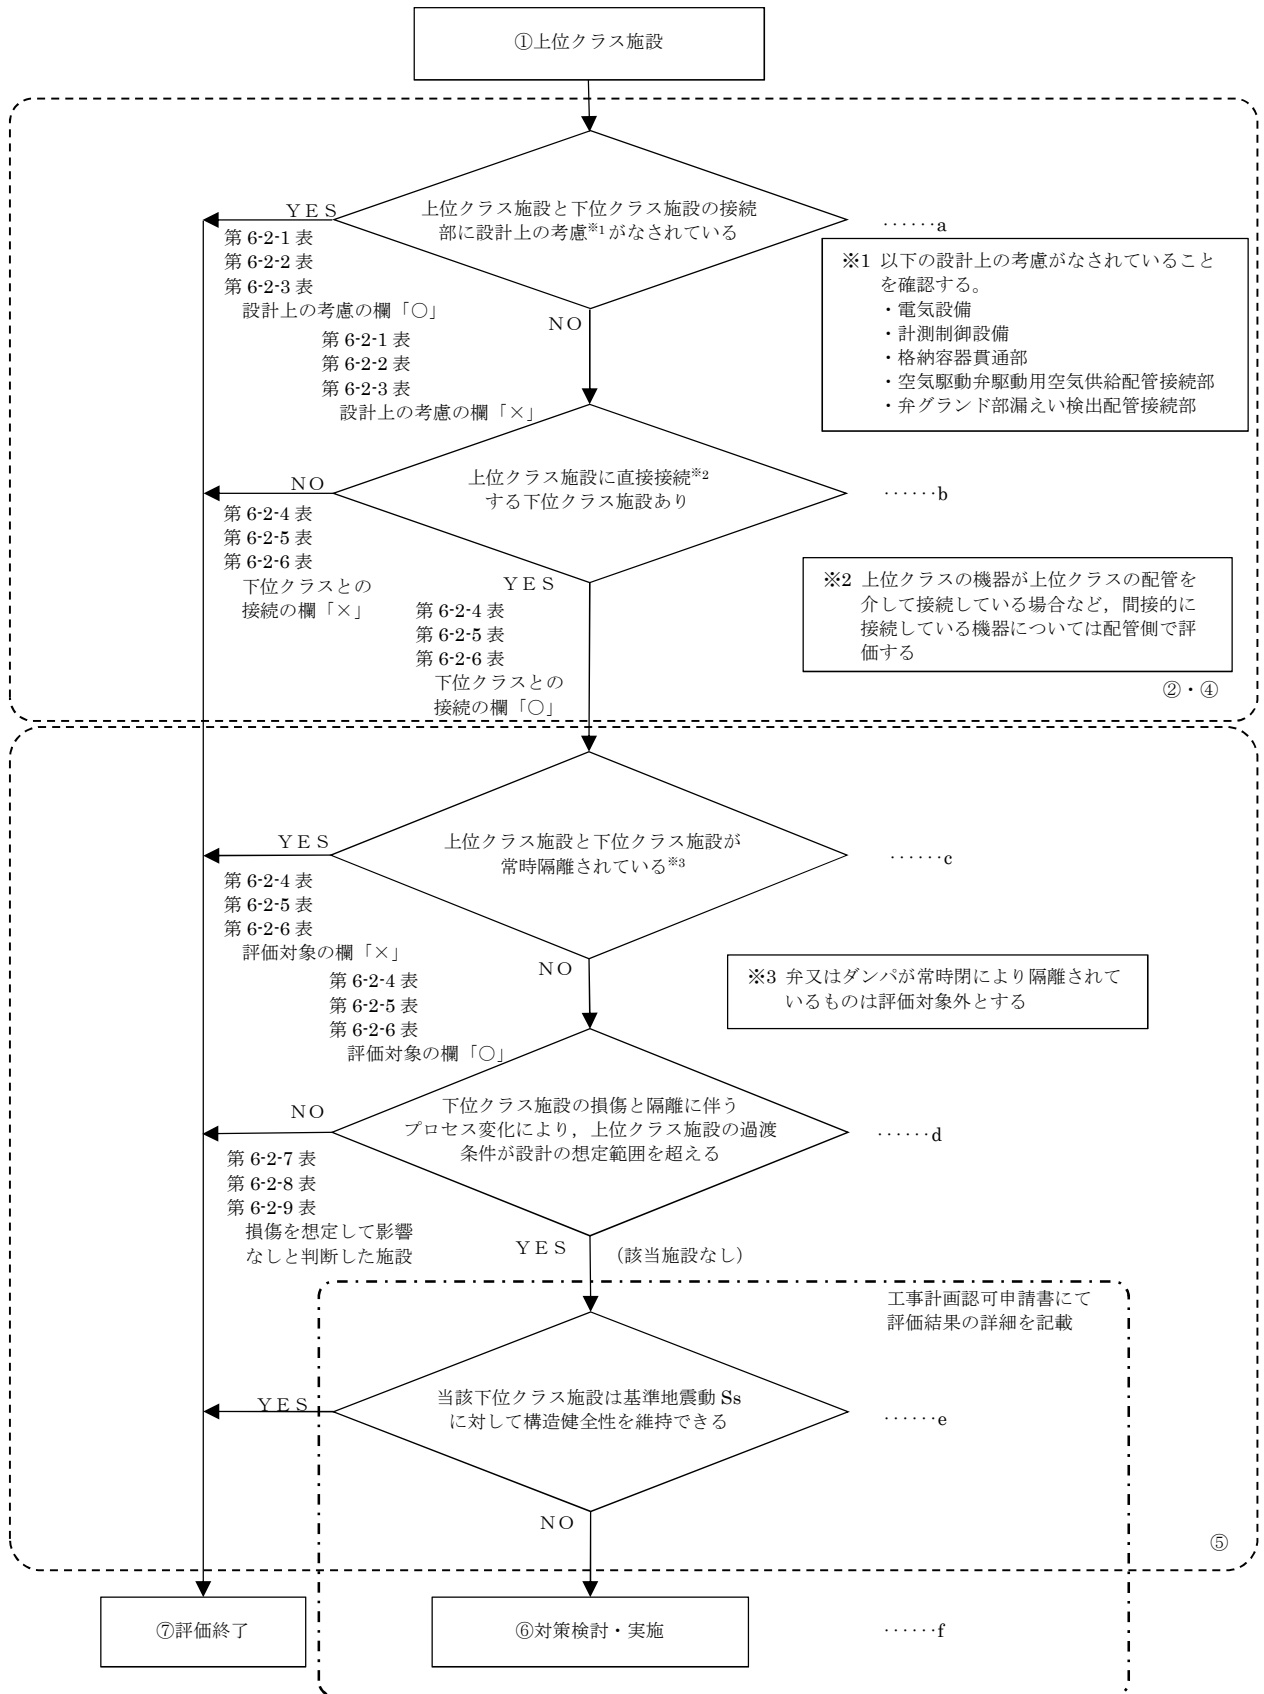 ①上位クラス施設
上位クラス施設と下位クラス施設の接続
部に設計上の考慮※1がなされている
‥‥‥a
YES
第 6-2-1 表
第 6-2-2 表
第 6-2-3 表
設計上の考慮の欄「○」
※1 以下の設計上の考慮がなされていること
を確認する。
・電気設備
・計測制御設備
・格納容器貫通部
・空気駆動弁駆動用空気供給配管接続部
・弁グランド部漏えい検出配管接続部
NO
第 6-2-1 表
第 6-2-2 表
第 6-2-3 表
設計上の考慮の欄「×」
上位クラス施設に直接接続※2
する下位クラス施設あり
‥‥‥b
NO
第 6-2-4 表
第 6-2-5 表
第 6-2-6 表
下位クラスとの
接続の欄「×」
YES
第 6-2-4 表
第 6-2-5 表
第 6-2-6 表
下位クラスとの
接続の欄「○」
※2 上位クラスの機器が上位クラスの配管を
介して接続している場合など，間接的に
接続している機器については配管側で評
価する
②・④
上位クラス施設と下位クラス施設が
常時隔離されている※3
‥‥‥c
YES
第 6-2-4 表
第 6-2-5 表
第 6-2-6 表
評価対象の欄「×」
NO
第 6-2-4 表
第 6-2-5 表
第 6-2-6 表
評価対象の欄「○」
※3 弁又はダンパが常時閉により隔離されて
いるものは評価対象外とする
下位クラス施設の損傷と隔離に伴う
プロセス変化により，上位クラス施設の過渡
条件が設計の想定範囲を超える
‥‥‥d
NO
第 6-2-7 表
第 6-2-8 表
第 6-2-9 表
損傷を想定して影響
なしと判断した施設
YES
（該当施設なし）
工事計画認可申請書にて
評価結果の詳細を記載
当該下位クラス施設は基準地震動 Ss
に対して構造健全性を維持できる
‥‥‥e
YES
NO
⑤
⑦評価終了
⑥対策検討・実施
‥‥‥f